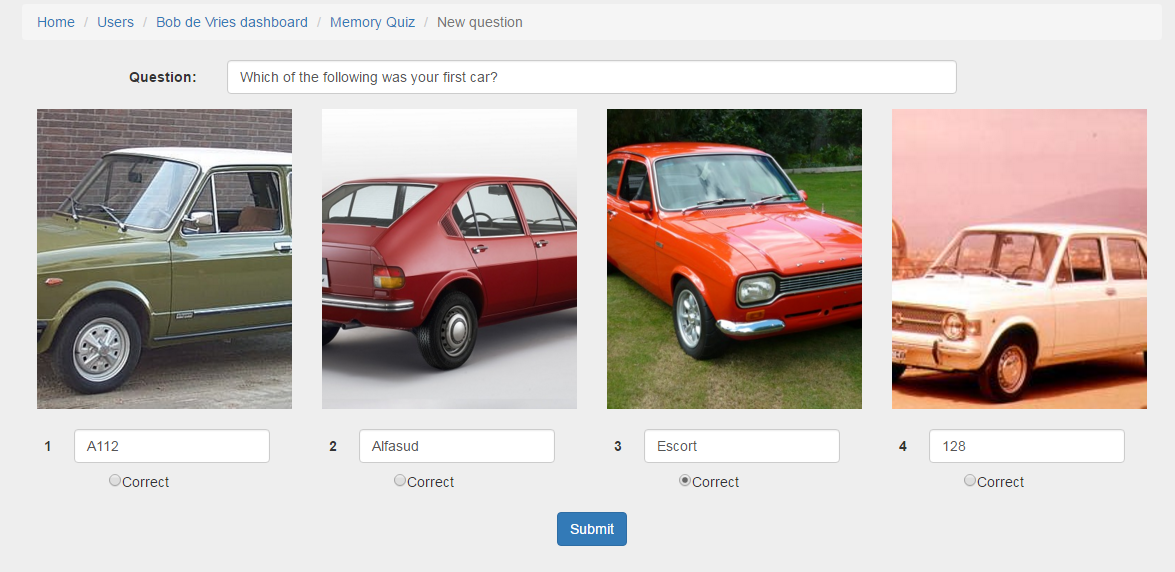 Home / Users / Bob de Vries dashboard / Memory Quiz / New question
Question: Which of the following was your first car?
1 A112 2 Alfasud 3 Escort 4 128
Correct Correct Correct Correct
Submit